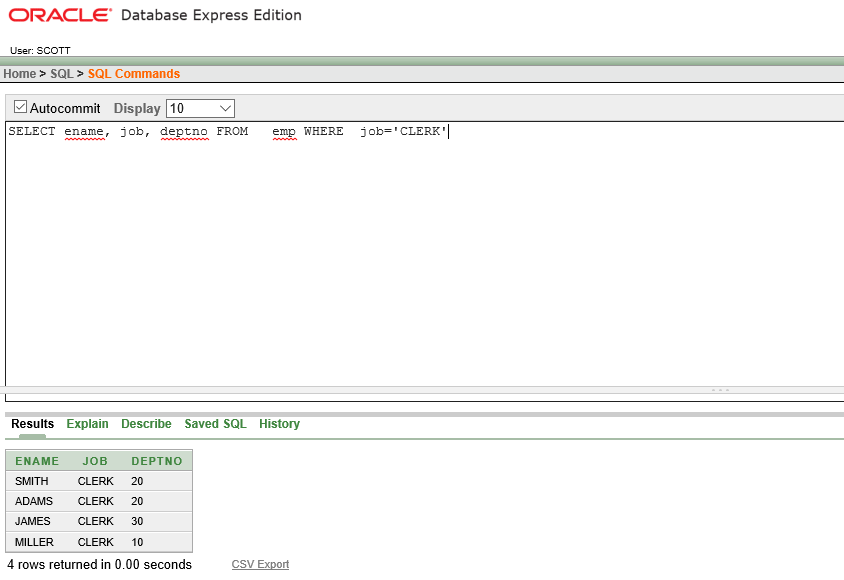 ORACLE® Database Express Edition
User: SCOTT
Home > SQL > SQL Commands
Autocommit Display 10
SELECT ename, job, deptno FROM   emp WHERE  job='CLERK'
Results Explain Describe Saved SQL History
ENAME JOB DEPTNO
SMITH CLERK 20
ADAMS CLERK 20
JAMES CLERK 30
MILLER CLERK 10
4 rows returned in 0.00 seconds CSV Export